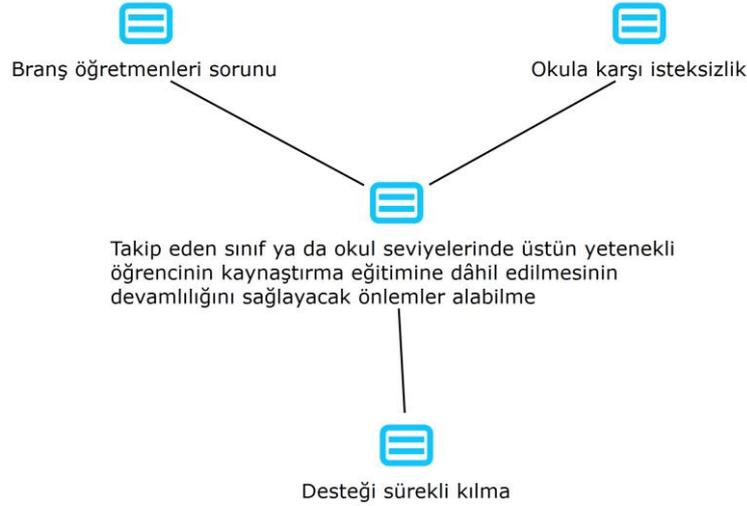 Branş öğretmenleri sorunu
Okula karşı isteksizlik
Takip eden sınıf ya da okul seviyelerinde üstün yetenekli
öğrencinin kaynaştırma eğitimine dâhil edilmesinin
devamlılığını sağlayacak önlemler alabilme
Desteği sürekli kılma